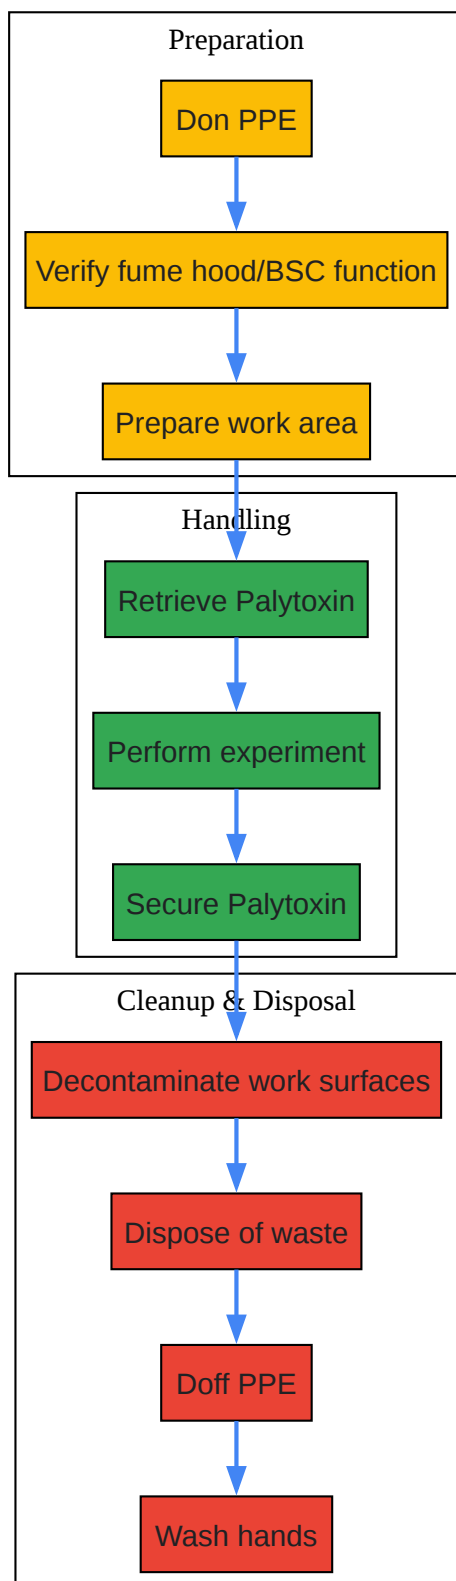 Preparation
Don PPE
Verify fume hood/BSC function
Prepare work area
Handling
Retrieve Palytoxin
Perform experiment
Secure Palytoxin
Cleanup & Disposal
Decontaminate work surfaces
Dispose of waste
Doff PPE
Wash hands